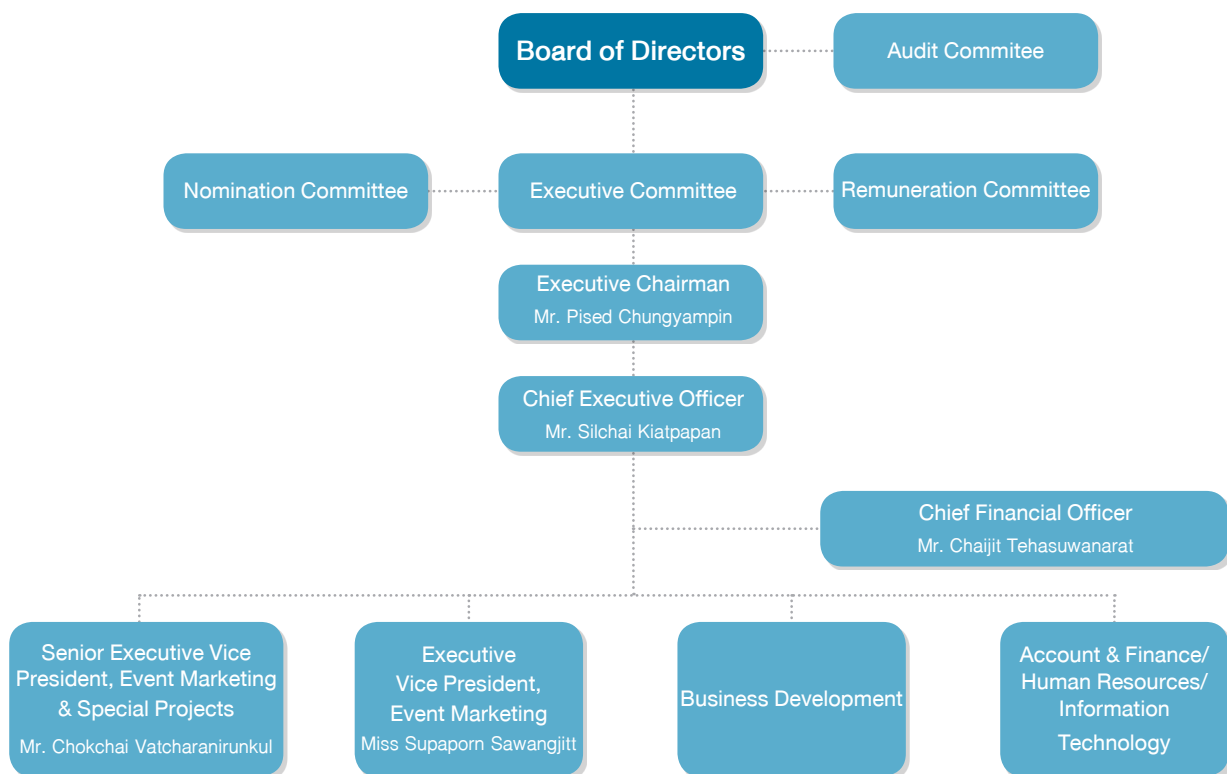 Board of Directors
Audit Commitee
Nomination Committee
Executive Committee
Remuneration Committee
Executive Chairman
Mr. Pised Chungyampin
Chief Executive Officer
Mr. Silchai Kiatpapan
Chief Financial Officer
Mr. Chaijit Tehasuwanarat
Senior Executive Vice
President, Event Marketing
& Special Projects
Mr. Chokchai Vatcharanirunkul
Executive
Vice President,
Event Marketing
Miss Supaporn Sawangjitt
Business Development
Account & Finance/
Human Resources/
Information
Technology